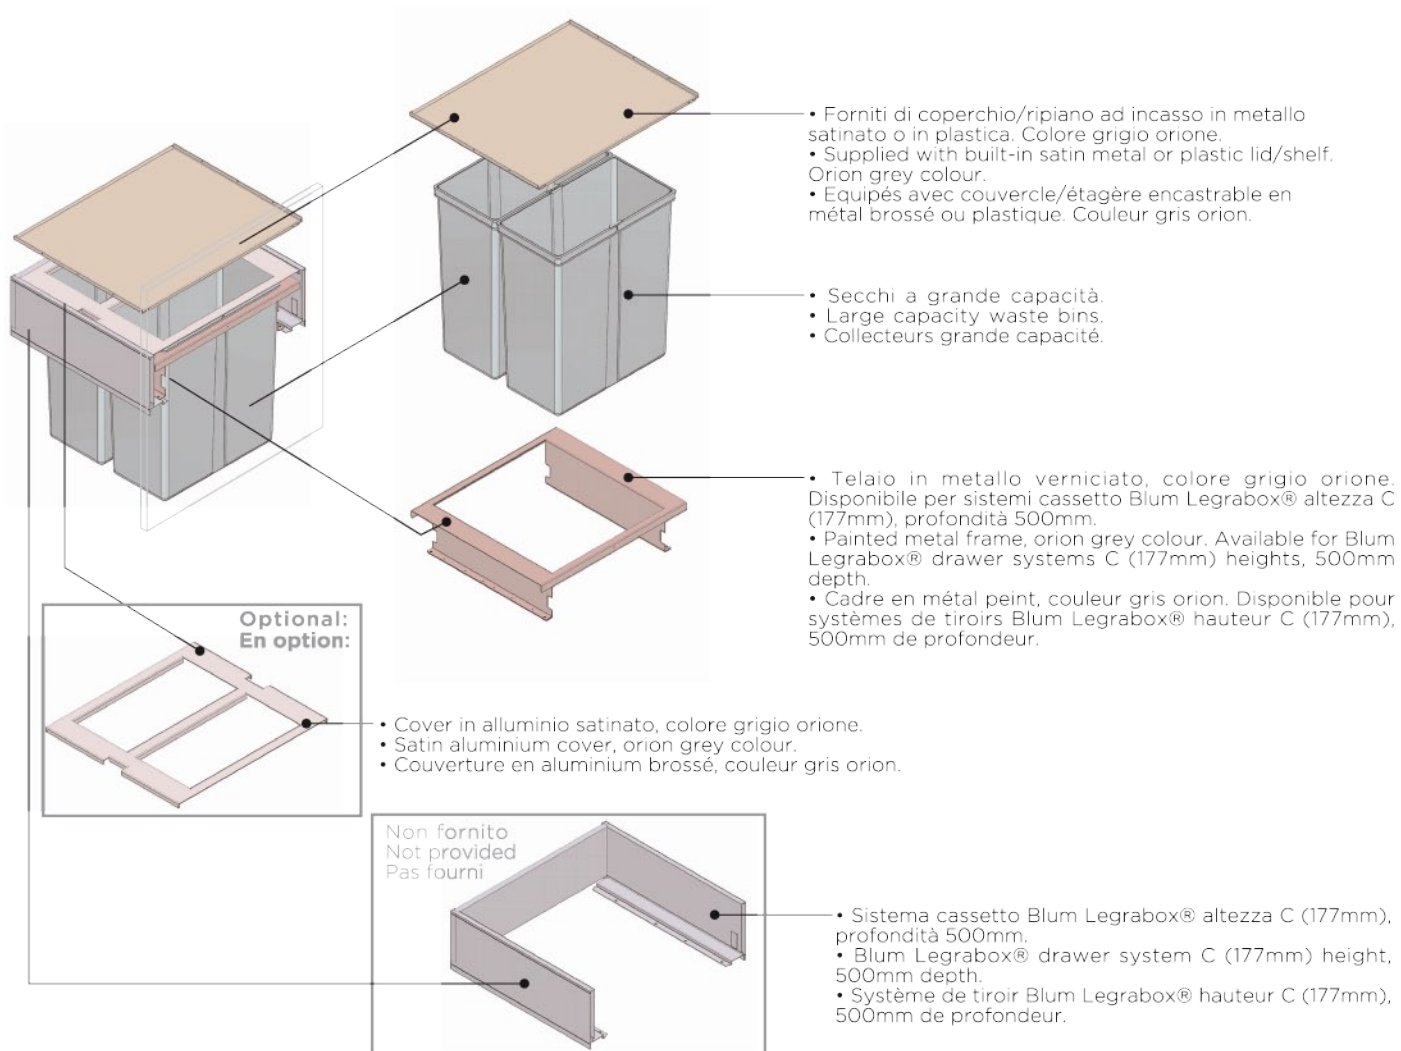 • Forniti di coperchio/ripiano ad incasso in metallo
satinato o in plastica. Colore grigio orione.
• Supplied with built-in satin metal or plastic lid/shelf.
Orion grey colour.
• Equipés avec couvercle/étagère encastrable en
métal brossé ou plastique. Couleur gris orion.
• Secchi a grande capacità.
• Large capacity waste bins.
• Collecteurs grande capacité.
• Telaio in metallo verniciato, colore grigio orione.
Disponibile per sistemi cassetto Blum Legrabox® altezza C
(177mm), profondità 500mm.
• Painted metal frame, orion grey colour. Available for Blum
Legrabox® drawer systems C (177mm) heights, 500mm
depth.
• Cadre en métal peint, couleur gris orion. Disponible pour
systèmes de tiroirs Blum Legrabox® hauteur C (177mm),
500mm de profondeur.
Optional:
En option:
• Cover in alluminio satinato, colore grigio orione.
• Satin aluminium cover, orion grey colour.
• Couverture en aluminium brossé, couleur gris orion.
Non fornito
Not provided
Pas fourni
• Sistema cassetto Blum Legrabox® altezza C (177mm),
profondità 500mm.
• Blum Legrabox® drawer system C (177mm) height,
500mm depth.
• Système de tiroir Blum Legrabox® hauteur C (177mm),
500mm de profondeur.